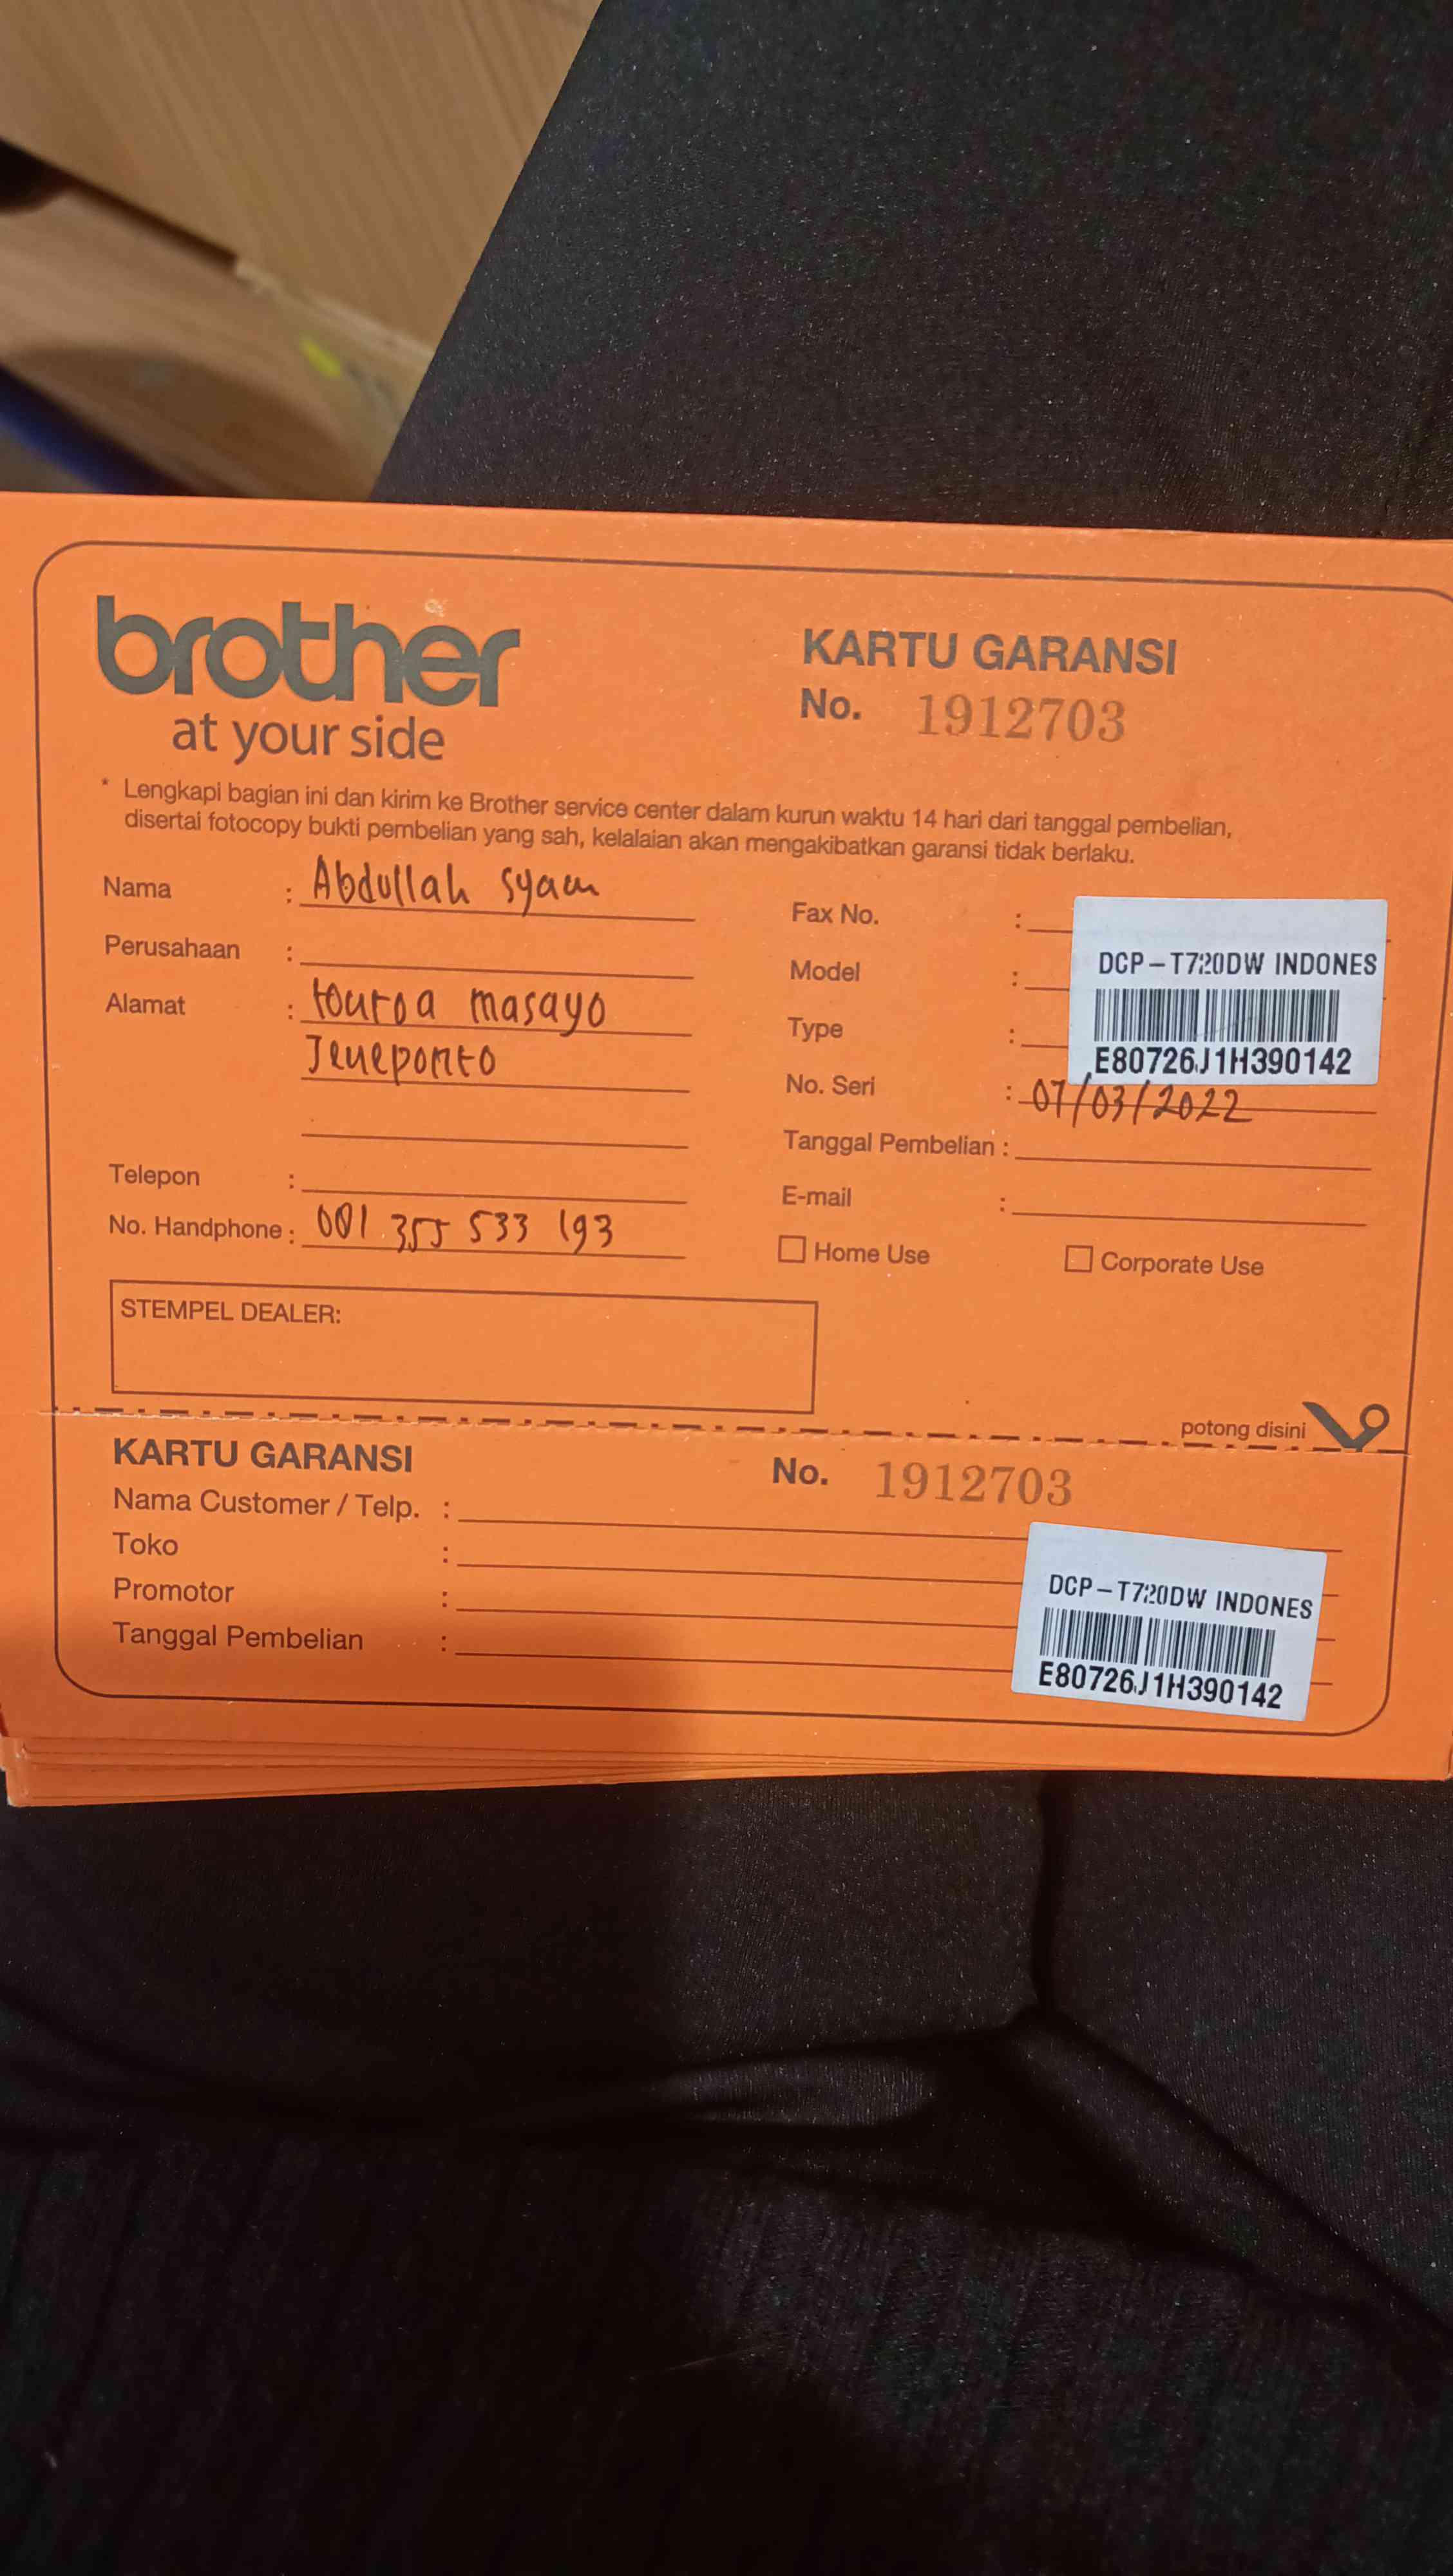 brother
at your side
KARTU GARANSI
No. 1912703
* Lengkapi bagian ini dan kirim ke Brother service center dalam kurun waktu 14 hari dari tanggal pembelian,
disertai fotocopy bukti pembelian yang sah, kelalaian akan mengakibatkan garansi tidak berlaku.
Nama : Abdullah syam
Perusahaan :
Alamat : touroa masayo
Jeneponto
Telepon :
No. Handphone : 081 355 533 193
Fax No. :
Model :
Type :
No. Seri : 07/03/2022
Tanggal Pembelian :
E-mail :
Home Use
Corporate Use
DCP-T720DW INDONES
E80726J1H390142
STEMPEL DEALER:
potong disini
KARTU GARANSI
No. 1912703
Nama Customer / Telp. :
Toko :
Promotor :
Tanggal Pembelian :
DCP-T720DW INDONES
E80726J1H390142